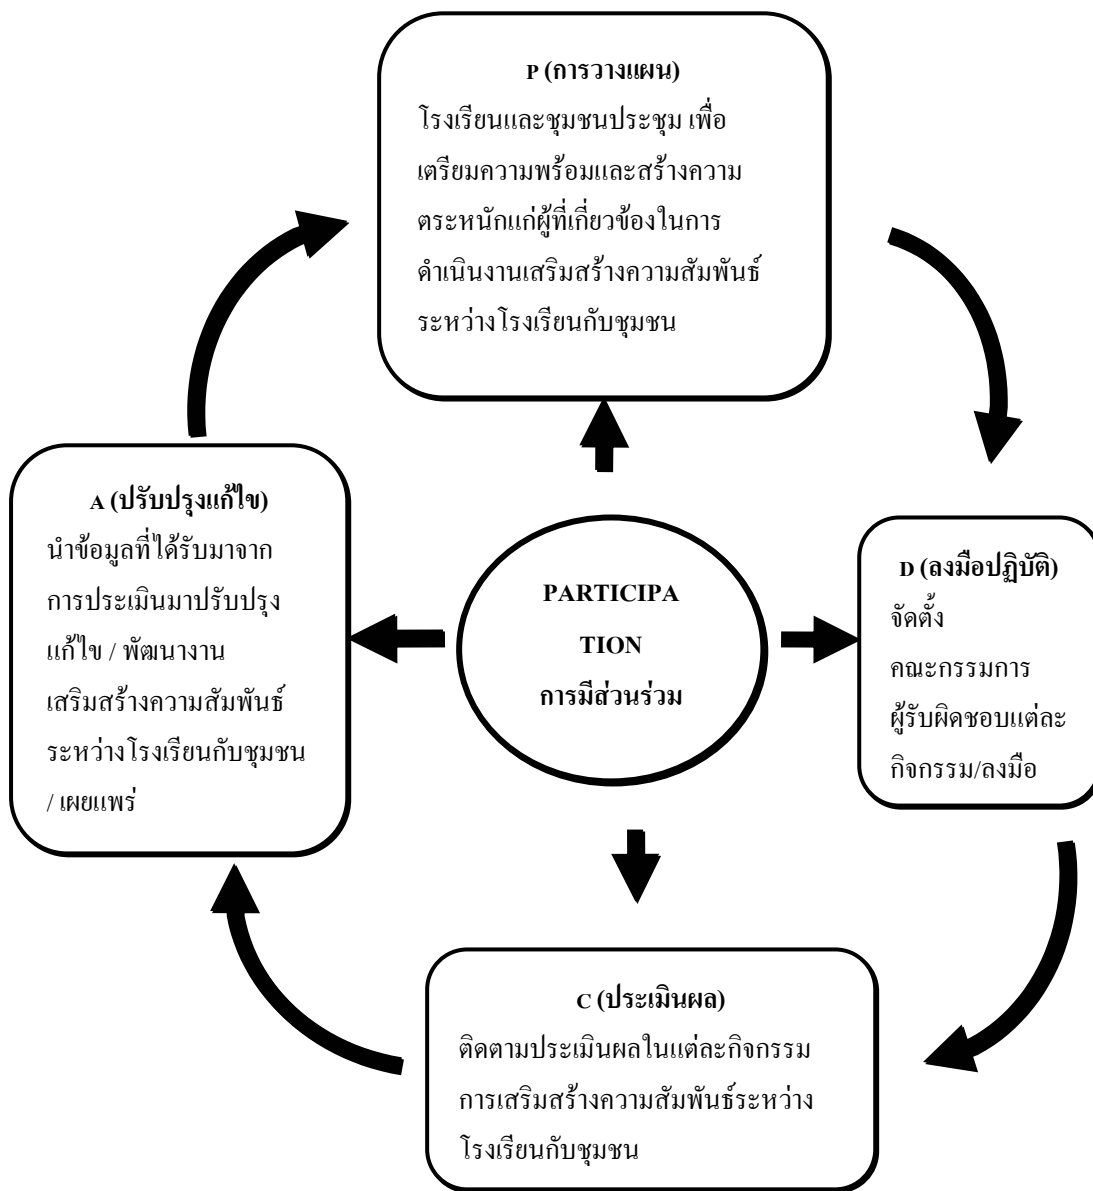 P (การวางแผน)
โรงเรียนและชุมชนประชุม เพื่อ
เตรียมความพร้อมและสร้างความ
ตระหนักแก่ผู้ที่เกี่ยวข้องในการ
ดำเนินงานเสริมสร้างความสัมพันธ์
ระหว่างโรงเรียนกับชุมชน
A (ปรับปรุงแก้ไข)
นำข้อมูลที่ได้รับมาจาก
การประเมินมาปรับปรุง
แก้ไข / พัฒนางาน
เสริมสร้างความสัมพันธ์
ระหว่างโรงเรียนกับชุมชน
/ เผยแพร่
PARTICIPA
TION
การมีส่วนร่วม
D (ลงมือปฏิบัติ)
จัดตั้ง
คณะกรรมการ
ผู้รับผิดชอบแต่ละ
กิจกรรม/ลงมือ
C (ประเมินผล)
ติดตามประเมินผลในแต่ละกิจกรรม
การเสริมสร้างความสัมพันธ์ระหว่าง
โรงเรียนกับชุมชน